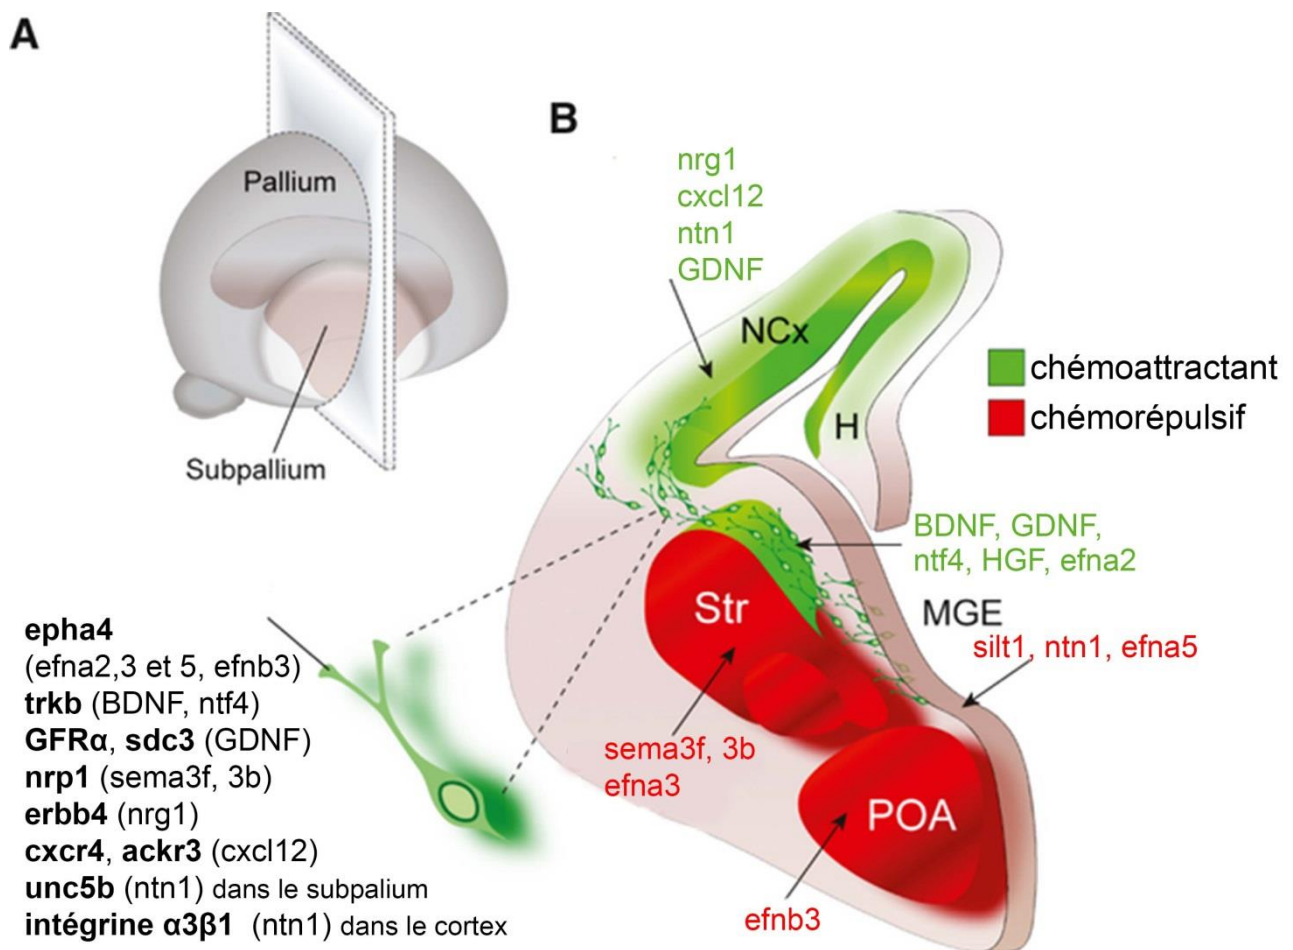 A
Pallium
Subpallium
B
nrg1
cxcl12
ntn1
GDNF
NCx
H
chémoattractant
chémorépulsif
BDNF, GDNF,
ntf4, HGF, efna2
MGE
silt1, ntn1, efna5
Str
sema3f, 3b
efna3
POA
efnb3
epha4
(efna2,3 et 5, efnb3)
trkb (BDNF, ntf4)
GFRα, sdc3 (GDNF)
nrp1 (sema3f, 3b)
erbb4 (nrg1)
cxcr4, ackr3 (cxcl12)
unc5b (ntn1) dans le subpalium
intégrine α3β1 (ntn1) dans le cortex